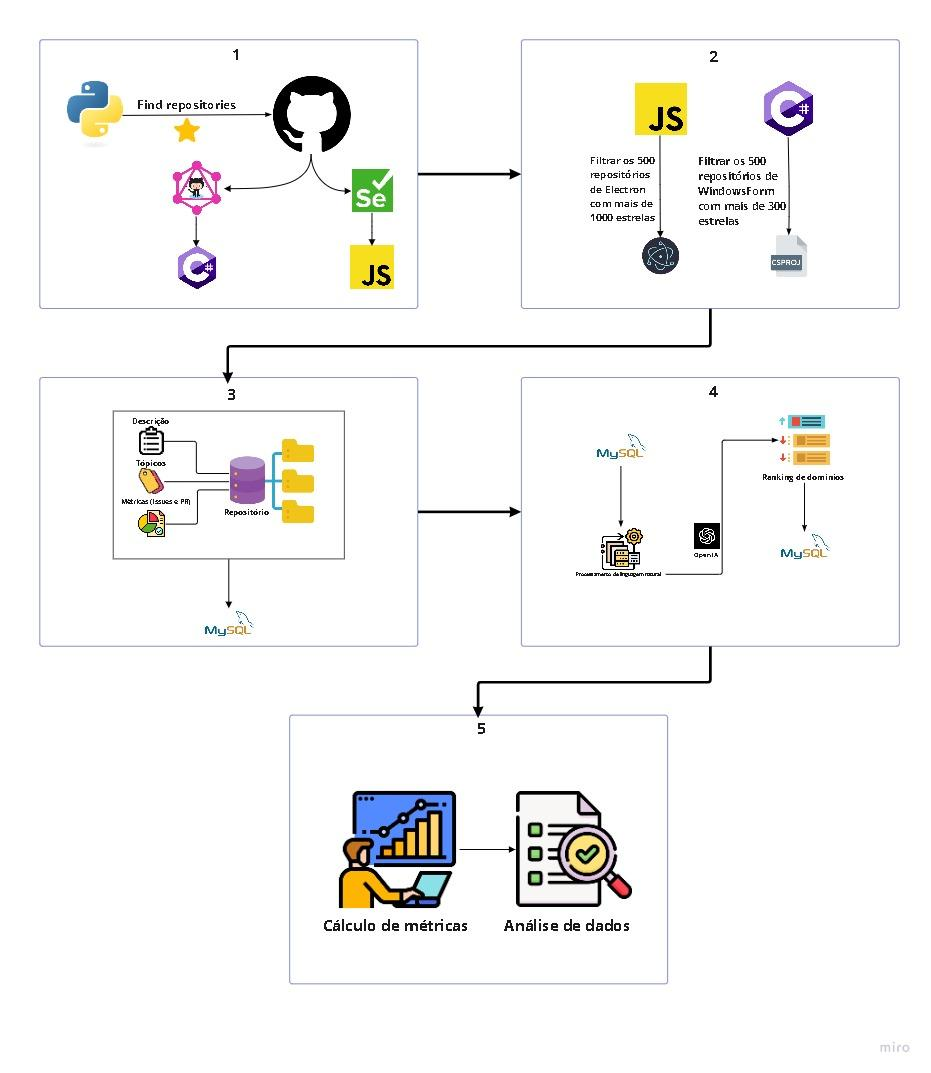 1
Find repositories
Se
C#
JS
2
JS
C#
Filtrar os 500
repositórios
de Electron
com mais de
1000 estrelas
Filtrar os 500
repositórios de
WindowsForm
com mais de 300
estrelas
CSPROJ
3
Descrição
Tópicos
Métricas (Issues e PR)
Repositório
MySQL
4
MySQL
Processamento de linguagem natural
OpenIA
Ranking de domínios
MySQL
5
Cálculo de métricas
Análise de dados
miro